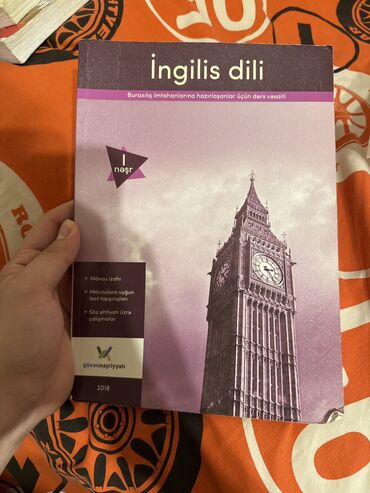 İngilis dili
Buraxılış imtahanlarına hazırlaşanlar üçün dərs vəsaiti
I
nəşr
Mövzu izahı
Mövzulara uyğun
test tapşırıqları
Söz ehtiyatı üzrə
çalışmalar
güvənnəşriyyatı
2018
OF